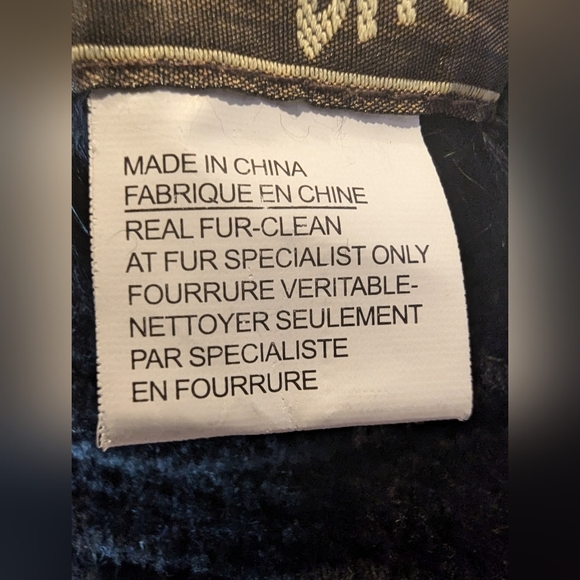 MADE IN CHINA
FABRIQUE EN CHINE
REAL FUR-CLEAN
AT FUR SPECIALIST ONLY
FOURRURE VERITABLE-
NETTOYER SEULEMENT
PAR SPECIALISTE
EN FOURRURE